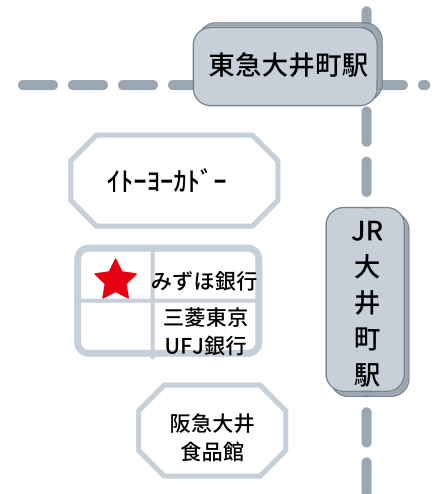 東急大井町駅
ｲﾄｰﾖｰｶﾄﾞｰ
JR
大
井
町
駅
みずほ銀行
三菱東京
UFJ銀行
阪急大井
食品館